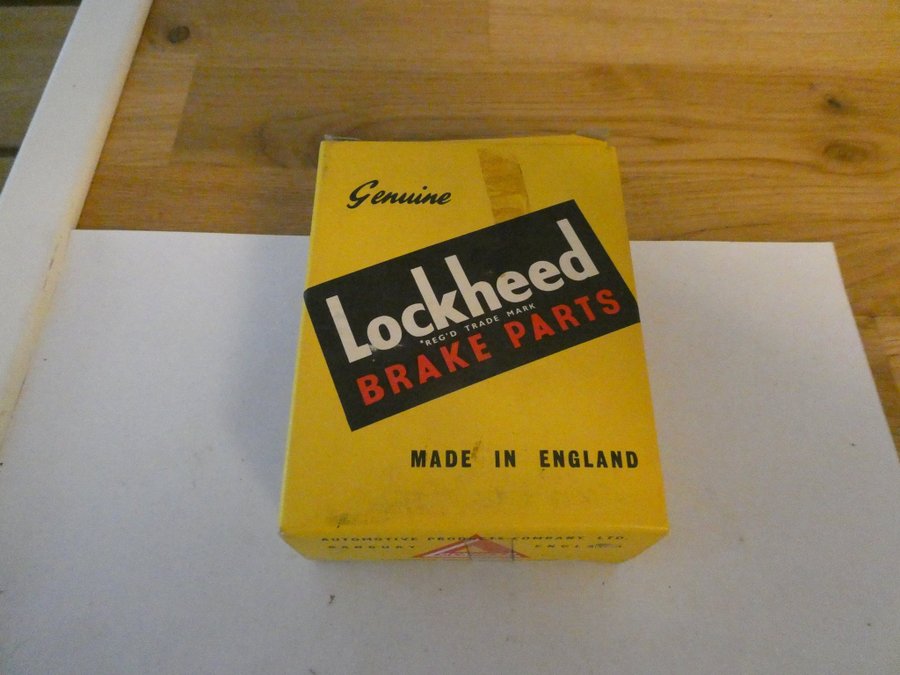 Genuine
Lockheed
*REG'D TRADE MARK
BRAKE PARTS
MADE IN ENGLAND
AUTOMOTIVE PRODUCTS COMPANY LTD.
ENGLAND